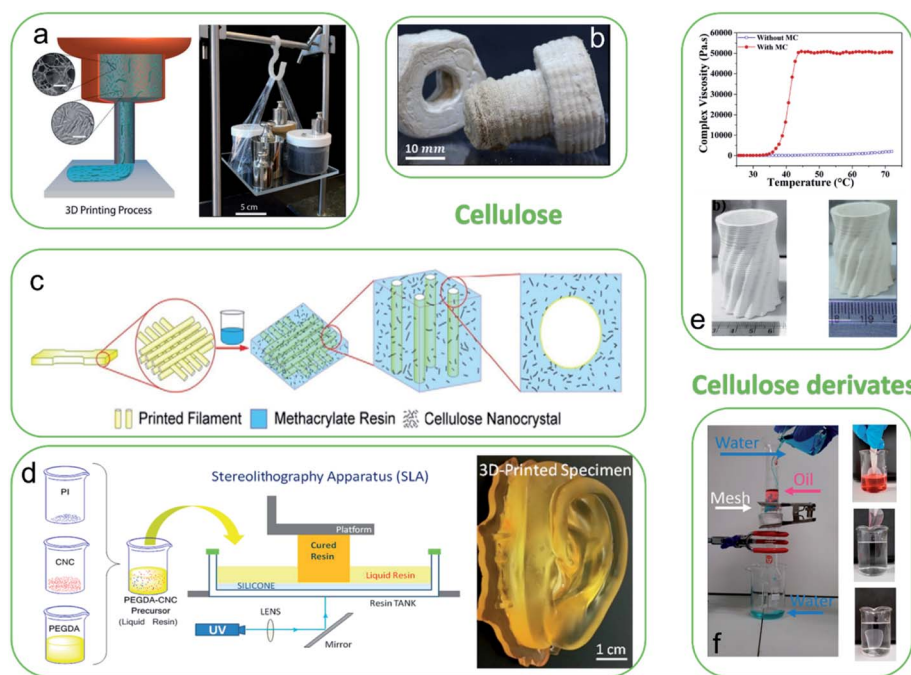 a
3D Printing Process
5 cm
b
10 mm
Cellulose
c
Printed Filament
Methacrylate Resin
Cellulose Nanocrystal
d
PI
CNC
PEGDA
PEGDA-CNC
Precursor
(Liquid Resin)
Stereolithography Apparatus (SLA)
Platform
Cured
Resin
Liquid Resin
SILICONE
Resin TANK
LENS
UV
Mirror
3D-Printed Specimen
1 cm
Without MC
With MC
Complex Viscosity (Pa.s)
60000
50000
40000
30000
20000
10000
0
30
40
50
60
70
Temperature (°C)
b)
e
Cellulose derivates
Water
Oil
Mesh
Water
f